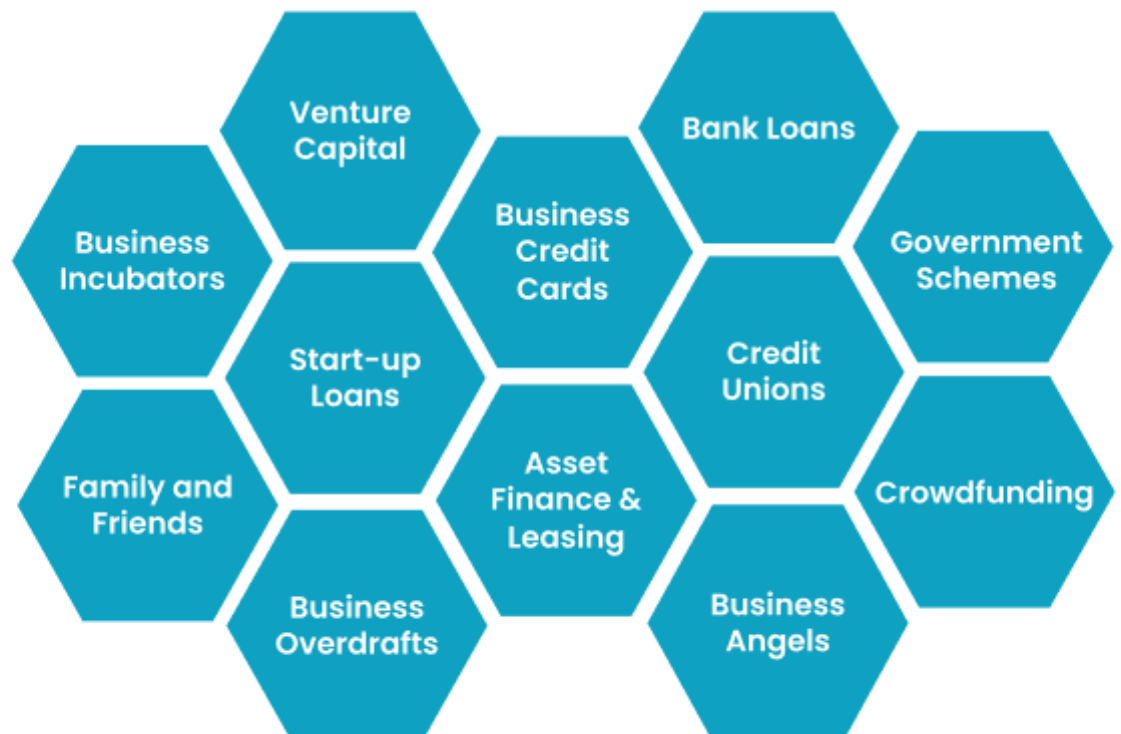 Venture
Capital
Bank Loans
Business
Incubators
Business
Credit
Cards
Government
Schemes
Start-up
Loans
Credit
Unions
Family and
Friends
Asset
Finance &
Leasing
Crowdfunding
Business
Overdrafts
Business
Angels